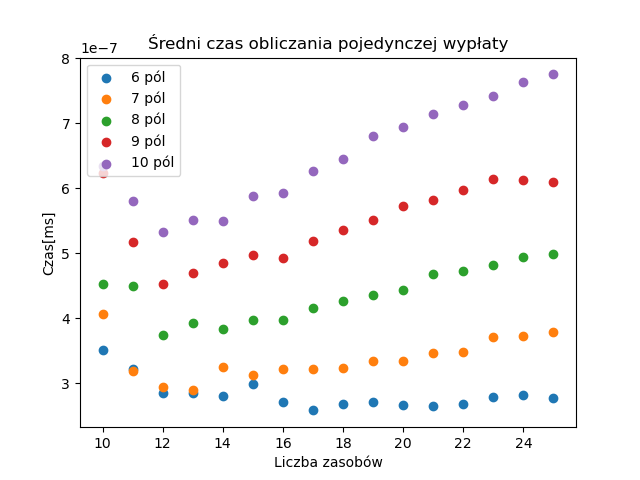 Średni czas obliczania pojedynczej wypłaty
1e−7
8
7
6
5
4
3
Czas[ms]
6 pól
7 pól
8 pól
9 pól
10 pól
10 12 14 16 18 20 22 24
Liczba zasobów